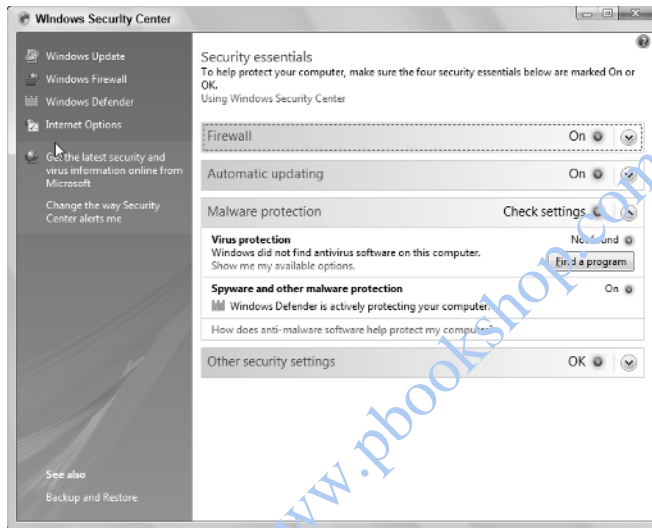 Windows Security Center
Windows Update
Windows Firewall
Windows Defender
Internet Options
Get the latest security and
virus information online from
Microsoft
Change the way Security
Center alerts me
See also
Backup and Restore
Security essentials
To help protect your computer, make sure the four security essentials below are marked On or
OK.
Using Windows Security Center
Firewall On
Automatic updating On
Malware protection Check settings
Virus protection Not found
Windows did not find antivirus software on this computer.
Show me my available options. Find a program
Spyware and other malware protection On
Windows Defender is actively protecting your computer.
How does anti-malware software help protect my computer?
Other security settings OK
www.pbookshop.com